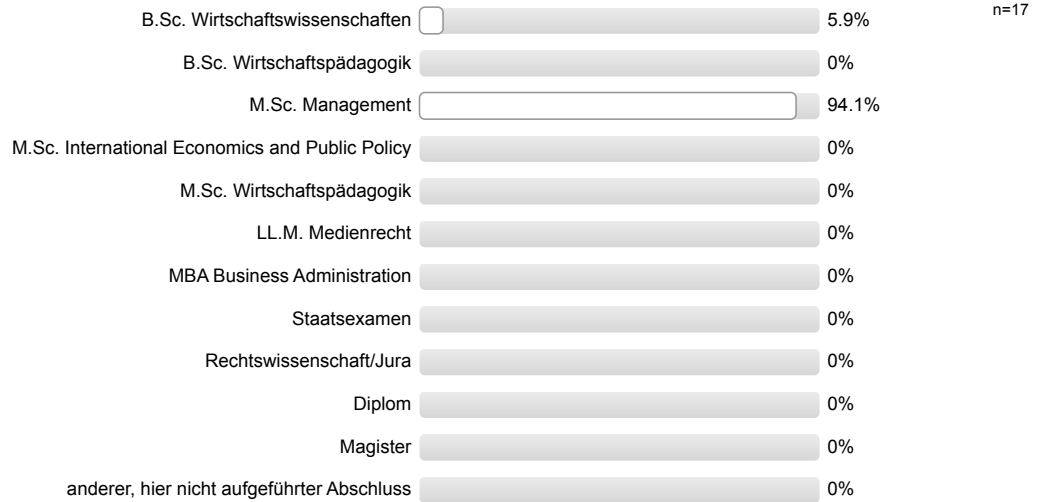 B.Sc. Wirtschaftswissenschaften 5.9% n=17
B.Sc. Wirtschaftspädagogik 0%
M.Sc. Management 94.1%
M.Sc. International Economics and Public Policy 0%
M.Sc. Wirtschaftspädagogik 0%
LL.M. Medienrecht 0%
MBA Business Administration 0%
Staatsexamen 0%
Rechtswissenschaft/Jura 0%
Diplom 0%
Magister 0%
anderer, hier nicht aufgeführter Abschluss 0%